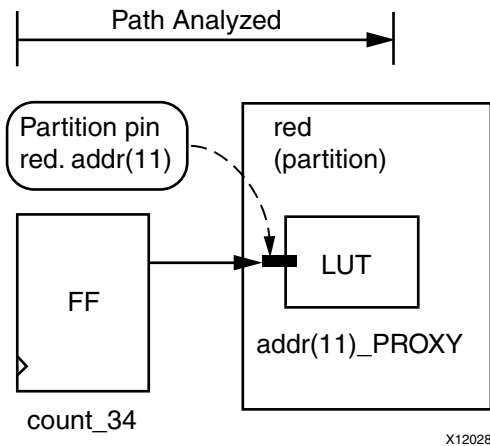 Path Analyzed
Partition pin
red. addr(11)
red
(partition)
LUT
FF
addr(11)_PROXY
count_34
X12028